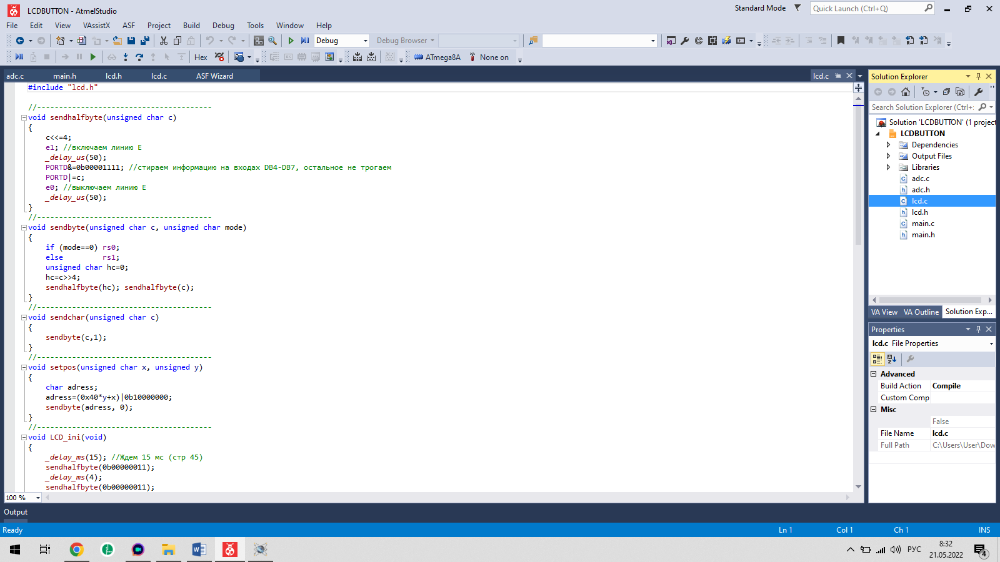 LCDBUTTON - AtmelStudio
Standard Mode
Quick Launch (Ctrl+Q)
File Edit View VAssistX ASF Project Build Debug Tools Window Help
Debug
Debug Browser
Hex
ATmega8A
None on
adc.c main.h lcd.h lcd.c ASF Wizard
lcd.c
#include "lcd.h"
//----------------------------------------
void sendhalfbyte(unsigned char c)
{
c<<=4;
e1; //включаем линию E
_delay_us(50);
PORTD&=0b00001111; //стираем информацию на входах DB4-DB7, остальное не трогаем
PORTD|=c;
e0; //выключаем линию E
_delay_us(50);
}
//----------------------------------------
void sendbyte(unsigned char c, unsigned char mode)
{
if (mode==0) rs0;
else         rs1;
unsigned char hc=0;
hc=c>>4;
sendhalfbyte(hc); sendhalfbyte(c);
}
//----------------------------------------
void sendchar(unsigned char c)
{
sendbyte(c,1);
}
//----------------------------------------
void setpos(unsigned char x, unsigned y)
{
char adress;
adress=(0x40*y+x)|0b10000000;
sendbyte(adress, 0);
}
//----------------------------------------
void LCD_ini(void)
{
_delay_ms(15); //Ждем 15 мс (стр 45)
sendhalfbyte(0b00000011);
_delay_ms(4);
sendhalfbyte(0b00000011);
100 %
Solution Explorer
Search Solution Explorer (Ctrl+;
Solution 'LCDBUTTON' (1 project
LCDBUTTON
Dependencies
Output Files
Libraries
adc.c
adc.h
lcd.c
lcd.h
main.c
main.h
VA View VA Outline Solution Exp...
Properties
lcd.c File Properties
Advanced
Build Action Compile
Custom Comp
Misc
False
File Name lcd.c
Full Path C:\Users\User\Dow
Output
Ready
Ln 1 Col 1 Ch 1 INS
РУС
8:32
21.05.2022
4